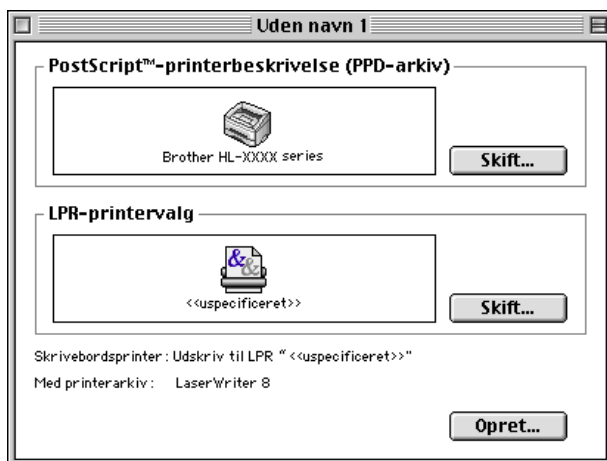 Uden navn 1
PostScript™-printerbeskrivelse (PPD-arkiv)
Brother HL-XXXX series
Skift...
LPR-printervalg
&&
<<uspecificeret>>
Skift...
Skrivebordsprinter: Udskriv til LPR “<<uspecificeret>>”
Med printerarkiv: LaserWriter 8
Opret...